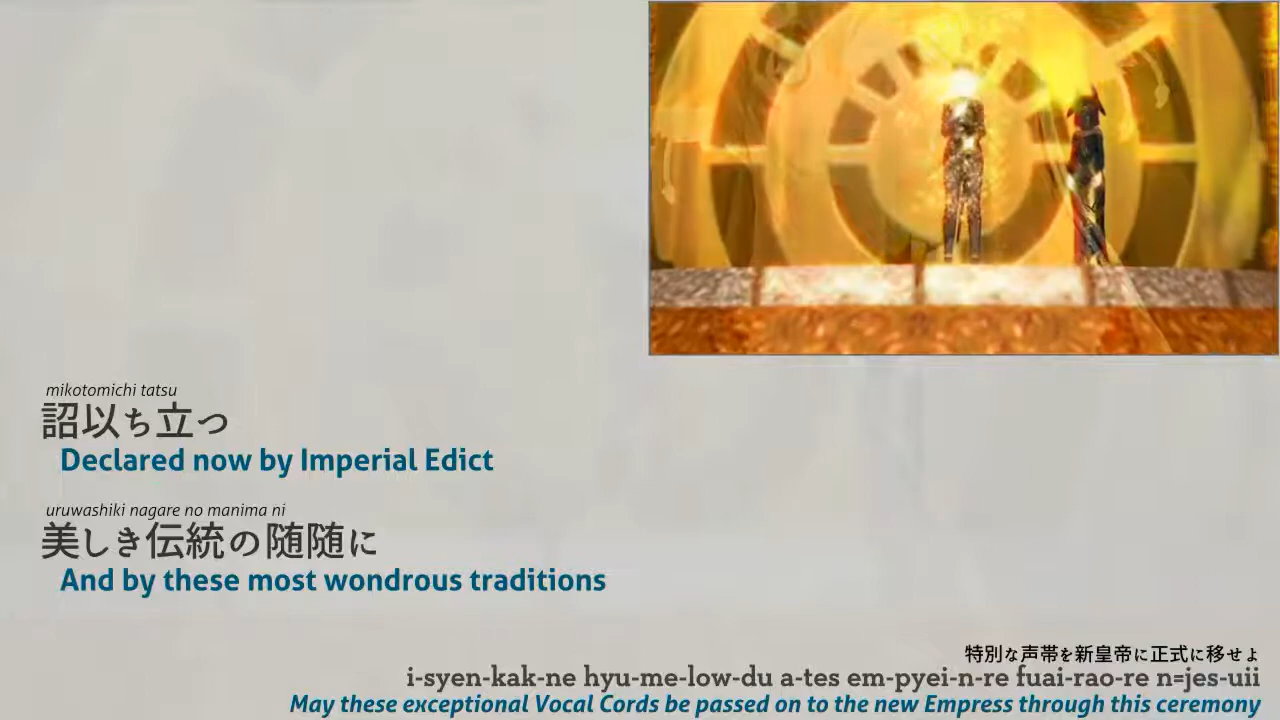 mikotomichi tatsu
詔以ち立つ
Declared now by Imperial Edict
uruwashiki nagare no manima ni
美しき伝統の随随に
And by these most wondrous traditions
特別な声帯を新皇帝に正式に移せよ
i-syen-kak-ne hyu-me-low-du a-tes em-pyei-n-re fuai-rao-re n=jes-uii
May these exceptional Vocal Cords be passed on to the new Empress through this ceremony